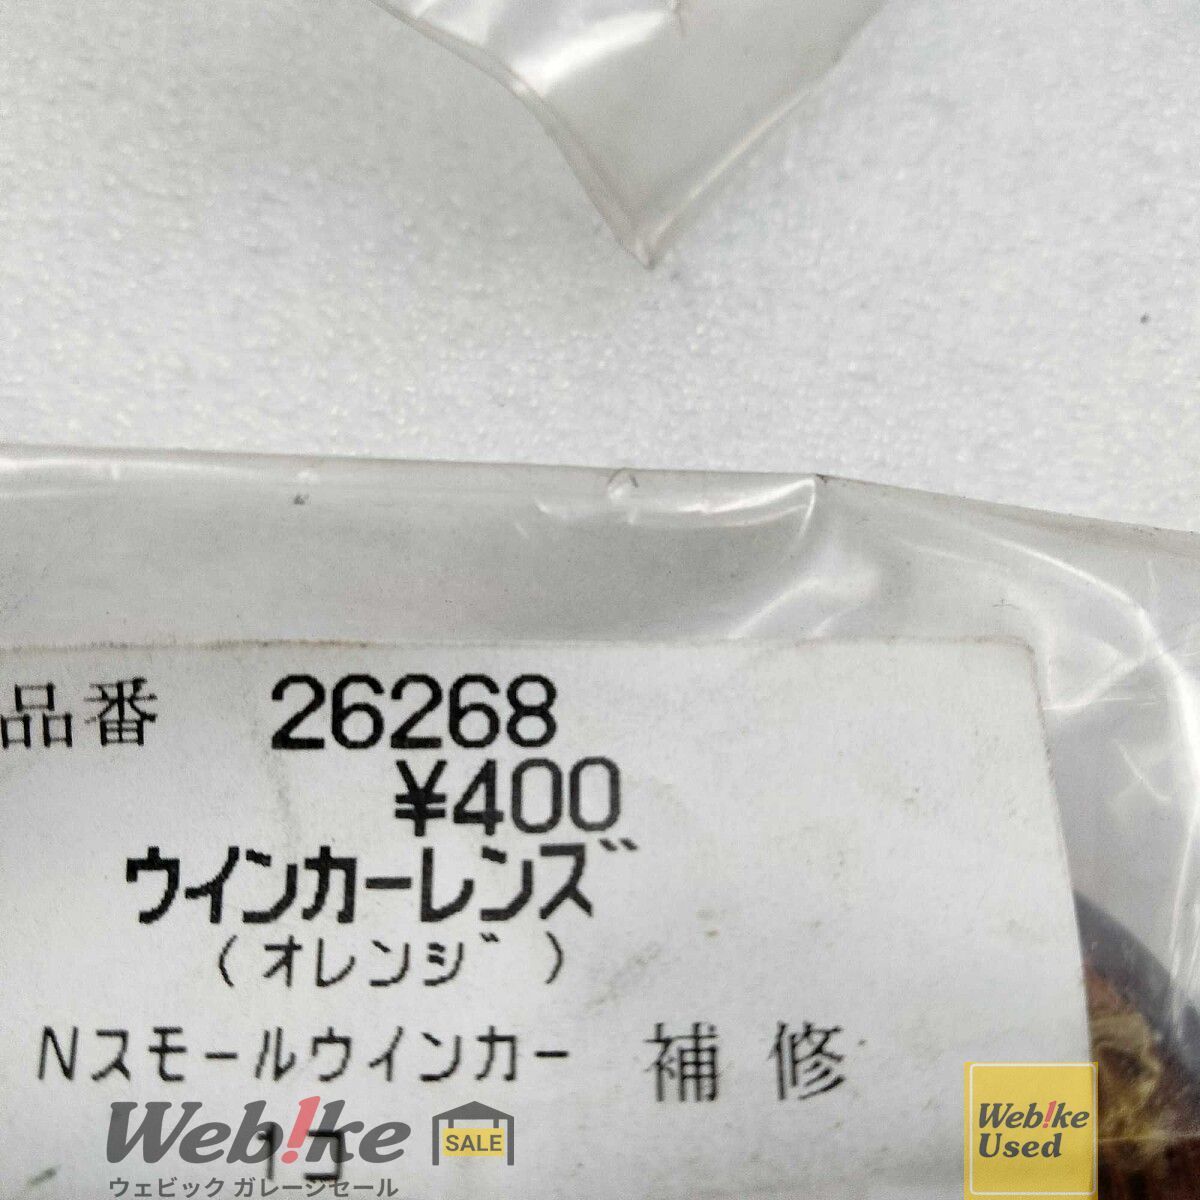 品番 26268
¥400
ウインカーレンズ
(オレンジ)
Nスモールウインカー 補修
1コ
Web!ke SALE
ウェビック ガレージセール
Web!ke
Used